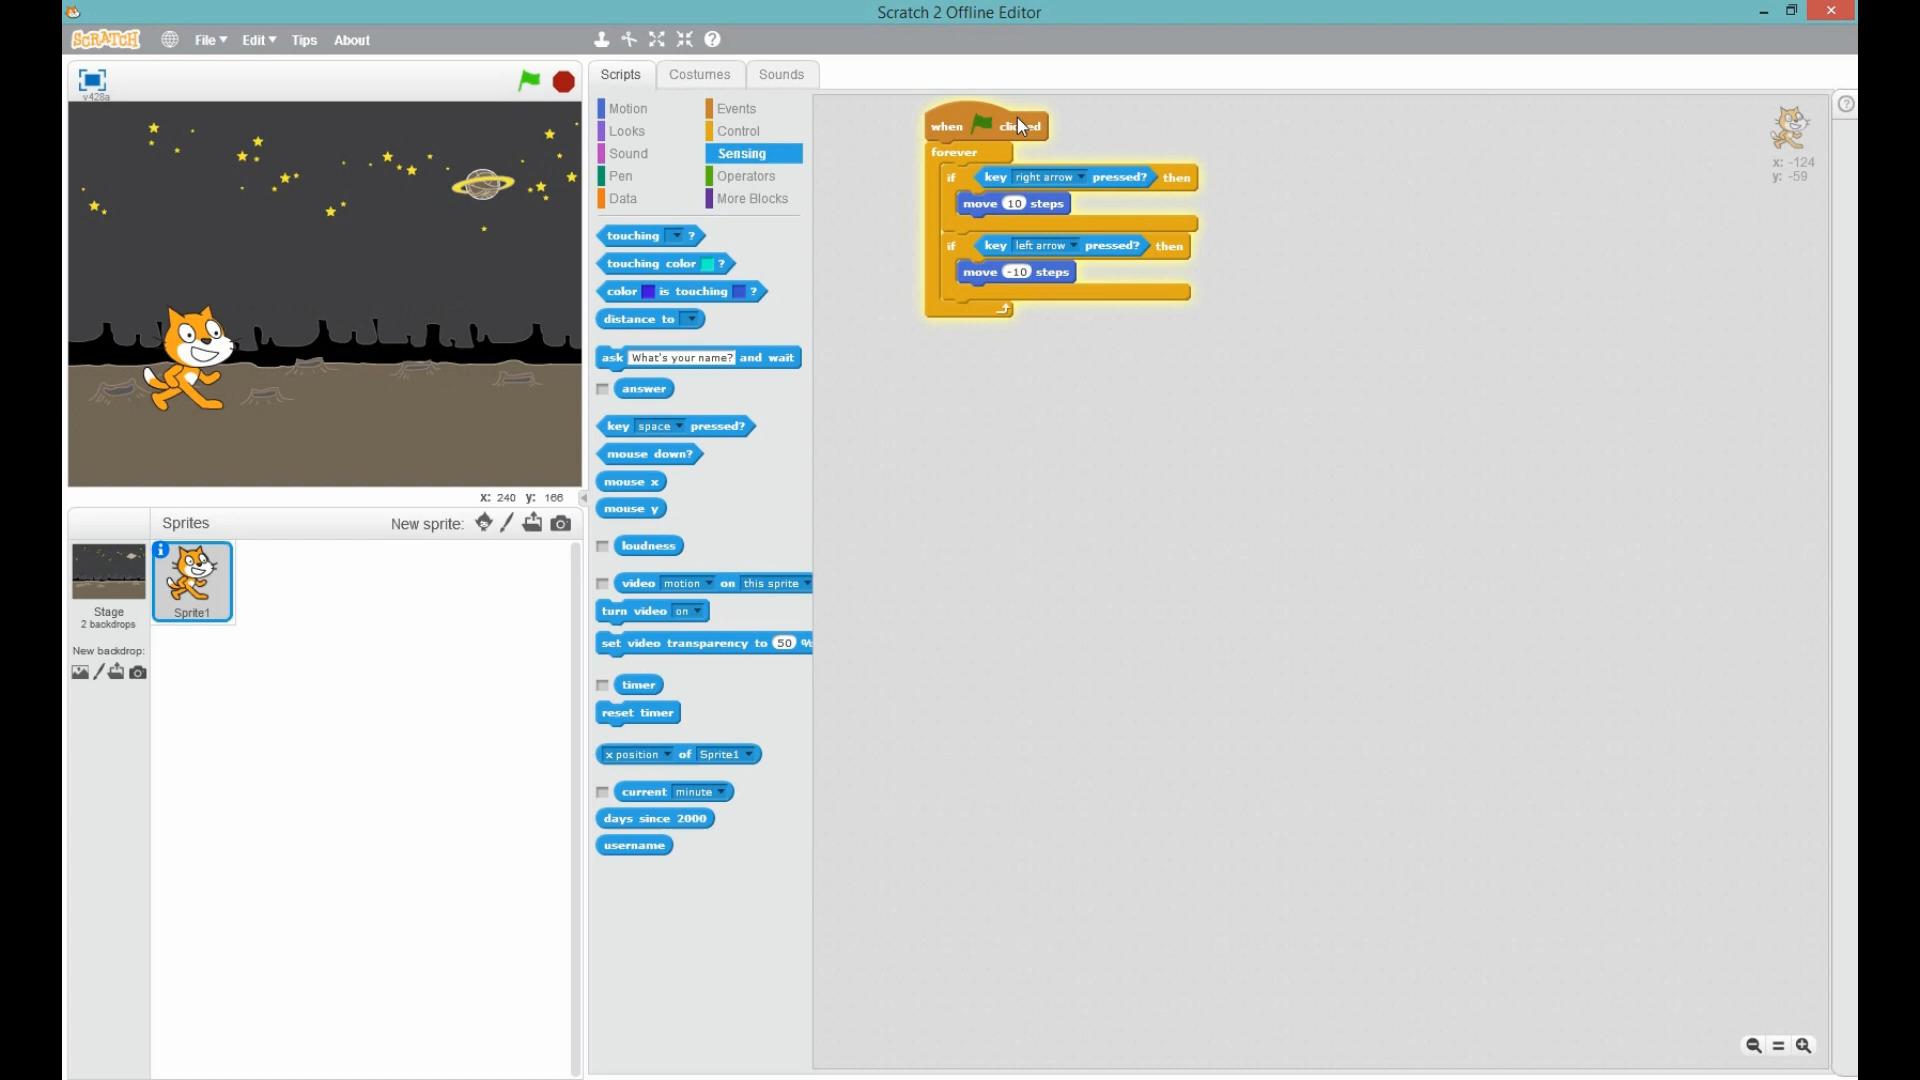 Scratch 2 Offline Editor
SCRATCH File Edit Tips About
v428a
Scripts Costumes Sounds
Motion Events
Looks Control
Sound Sensing
Pen Operators
Data More Blocks
touching ?
touching color ?
color is touching ?
distance to
ask What's your name? and wait
answer
key space pressed?
mouse down?
mouse x
mouse y
loudness
video motion on this sprite
turn video on
set video transparency to 50 %
timer
reset timer
x position of Sprite1
current minute
days since 2000
username
when clicked
forever
if key right arrow pressed? then
move 10 steps
if key left arrow pressed? then
move -10 steps
x: -124
y: -59
x: 240 y: 166
Sprites New sprite:
Stage
2 backdrops
New backdrop:
Sprite1